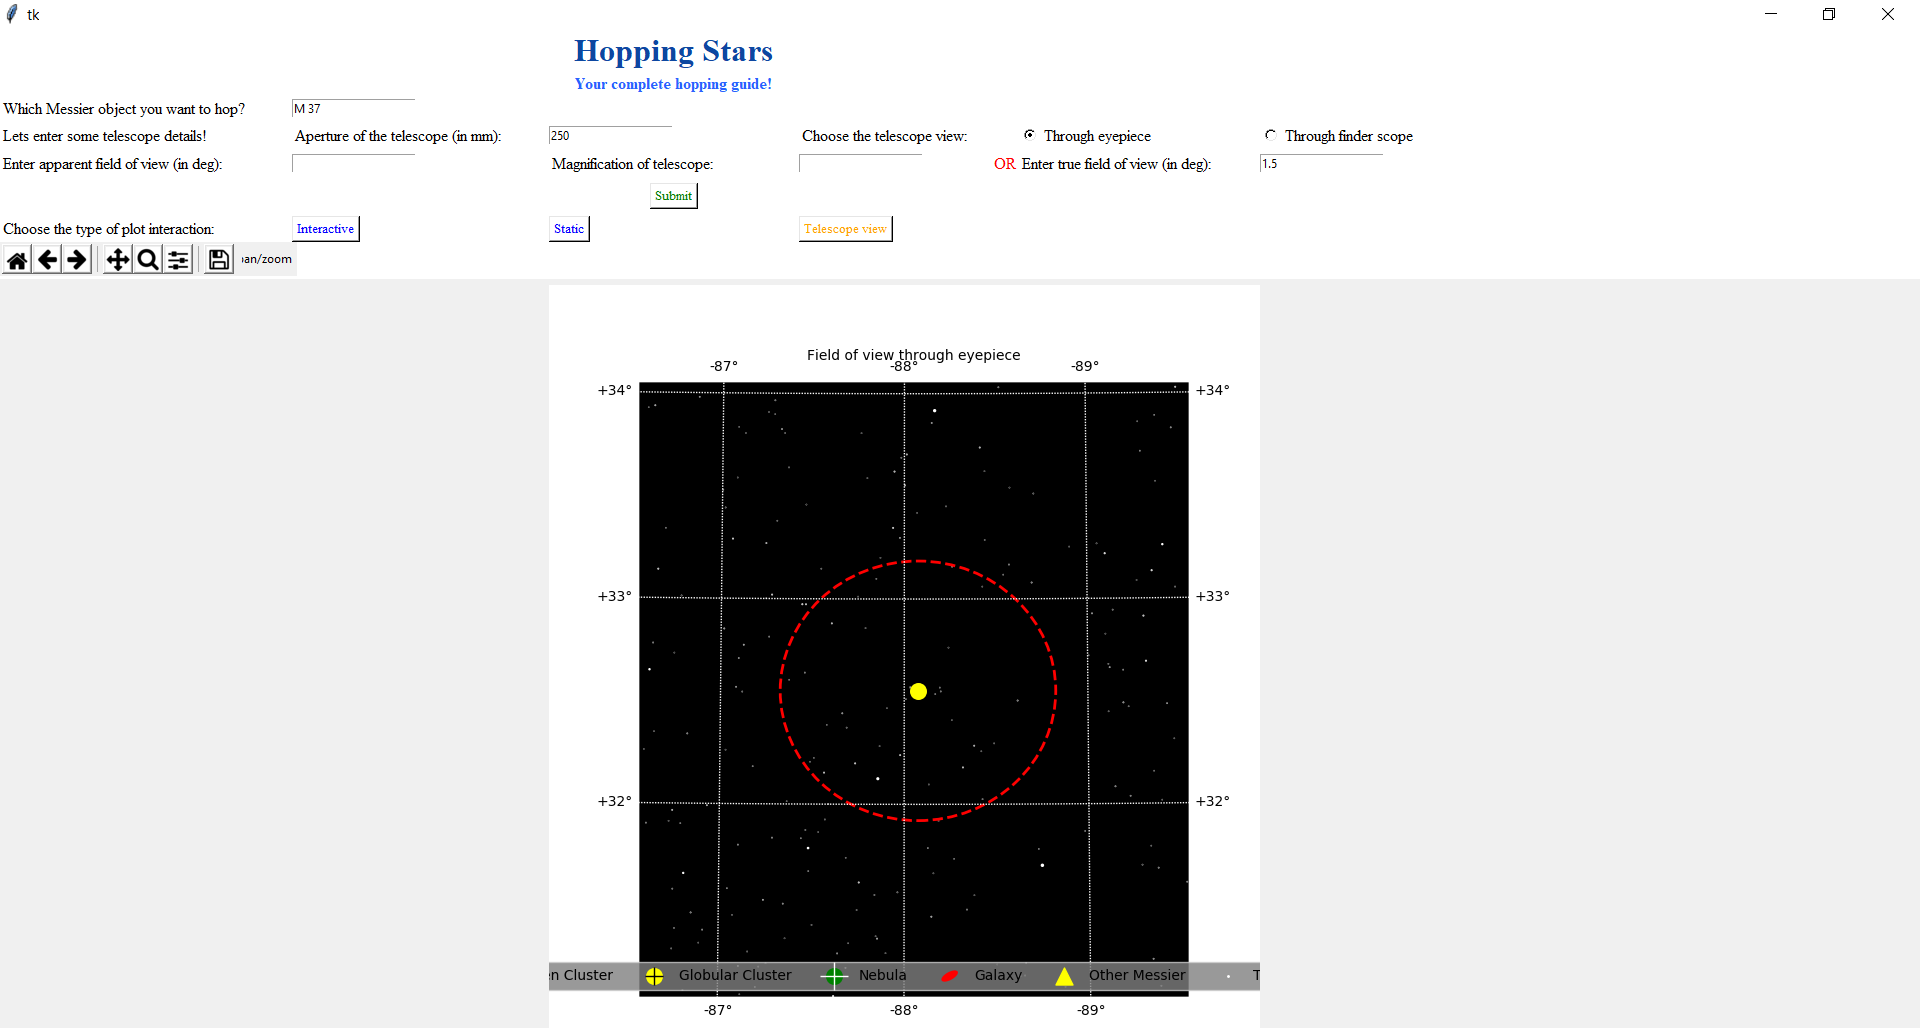 tk
Hopping Stars
Your complete hopping guide!
Which Messier object you want to hop? M 37
Lets enter some telescope details! Aperture of the telescope (in mm): 250 Choose the telescope view: Through eyepiece Through finder scope
Enter apparent field of view (in deg): Magnification of telescope: OR Enter true field of view (in deg): 1.5
Submit
Choose the type of plot interaction: Interactive Static Telescope view
pan/zoom
Field of view through eyepiece
-87° -88° -89°
+34° +34°
+33° +33°
+32° +32°
n Cluster Globular Cluster Nebula Galaxy Other Messier T
-87° -88° -89°